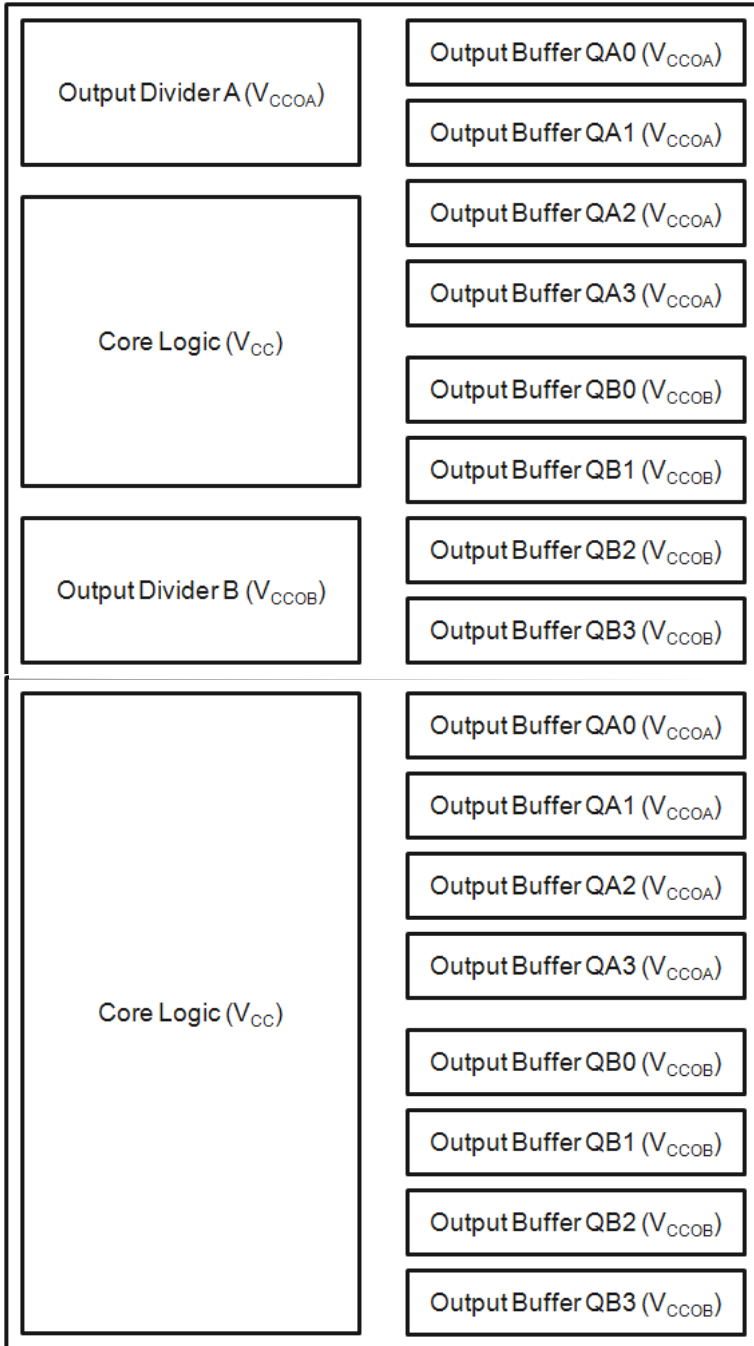 Output Divider A (VCCOA)
Core Logic (VCC)
Output Divider B (VCCOB)
Output Buffer QA0 (VCCOA)
Output Buffer QA1 (VCCOA)
Output Buffer QA2 (VCCOA)
Output Buffer QA3 (VCCOA)
Output Buffer QB0 (VCCOB)
Output Buffer QB1 (VCCOB)
Output Buffer QB2 (VCCOB)
Output Buffer QB3 (VCCOB)
Core Logic (VCC)
Output Buffer QA0 (VCCOA)
Output Buffer QA1 (VCCOA)
Output Buffer QA2 (VCCOA)
Output Buffer QA3 (VCCOA)
Output Buffer QB0 (VCCOB)
Output Buffer QB1 (VCCOB)
Output Buffer QB2 (VCCOB)
Output Buffer QB3 (VCCOB)